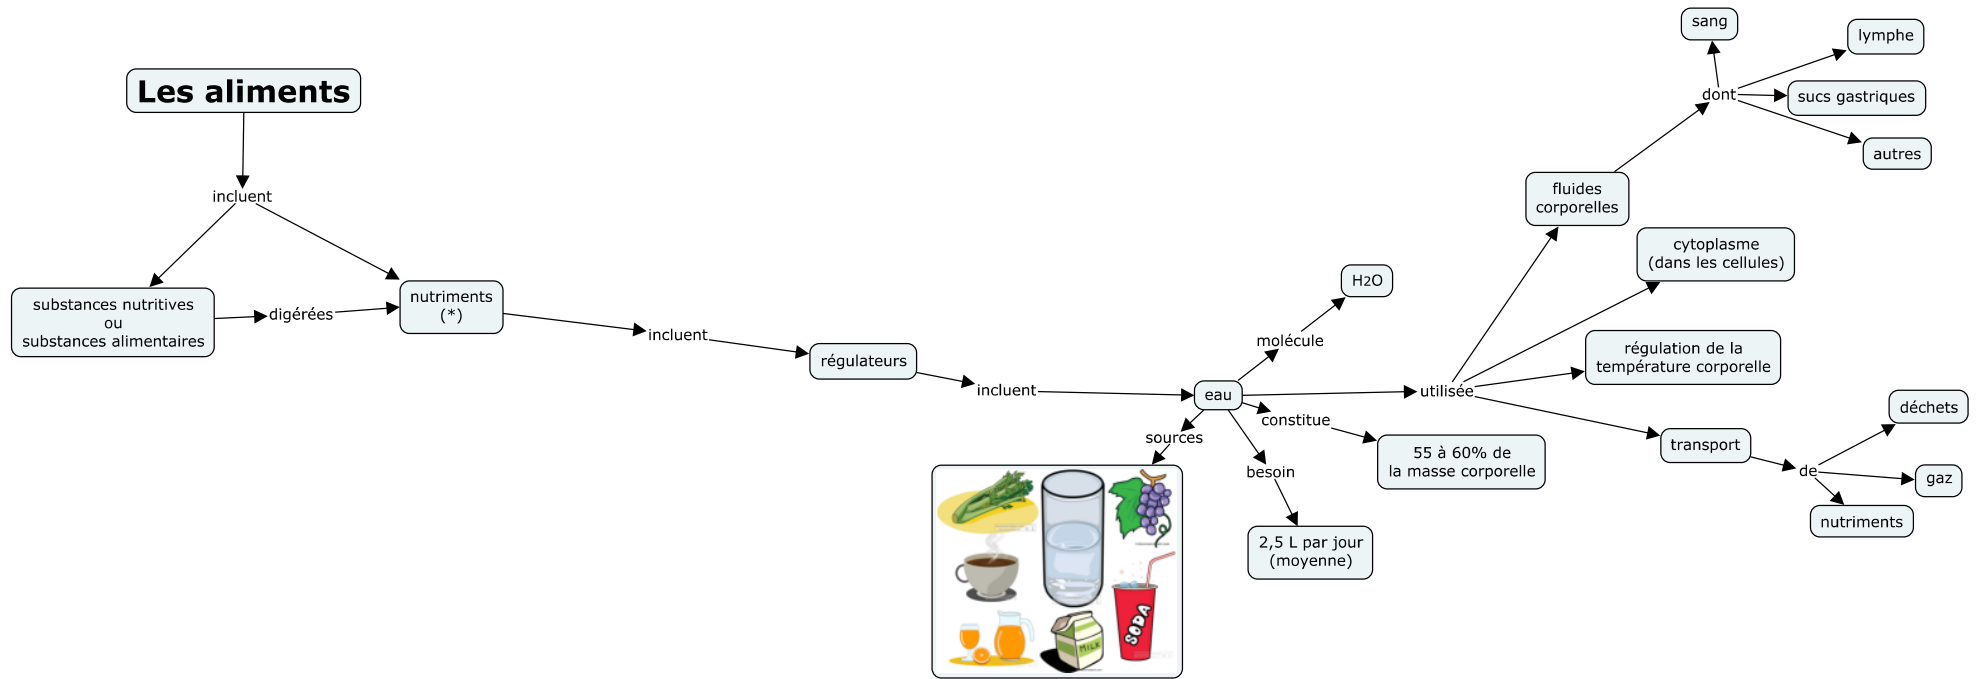 Les aliments
incluent
substances nutritives
ou
substances alimentaires
digérées
nutriments
(*)
incluent
régulateurs
incluent
eau
molécule
H2O
constitue
55 à 60% de
la masse corporelle
besoin
2,5 L par jour
(moyenne)
sources
MILK
SODA
utilisée
fluides
corporelles
dont
sang
lymphe
sucs gastriques
autres
cytoplasme
(dans les cellules)
régulation de la
température corporelle
transport
de
déchets
gaz
nutriments